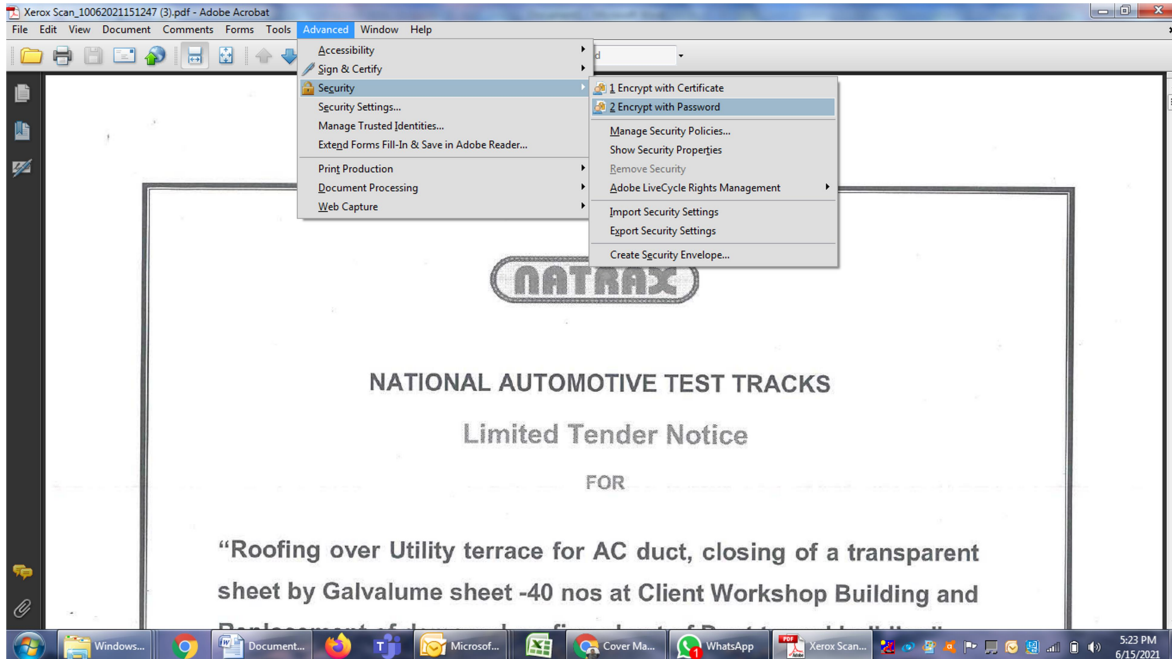 Xerox Scan_10062021151247 (3).pdf - Adobe Acrobat
File Edit View Document Comments Forms Tools Advanced Window Help
Accessibility
Sign & Certify
Security
Security Settings...
Manage Trusted Identities...
Extend Forms Fill-In & Save in Adobe Reader...
Print Production
Document Processing
Web Capture
1 Encrypt with Certificate
2 Encrypt with Password
Manage Security Policies...
Show Security Properties
Remove Security
Adobe LiveCycle Rights Management
Import Security Settings
Export Security Settings
Create Security Envelope...
NATRAX
NATIONAL AUTOMOTIVE TEST TRACKS
Limited Tender Notice
FOR
“Roofing over Utility terrace for AC duct, closing of a transparent
sheet by Galvalume sheet -40 nos at Client Workshop Building and
Windows... Document... Microsof... Cover Ma... 1 WhatsApp PDF Xerox Scan... 5:23 PM
6/15/2021